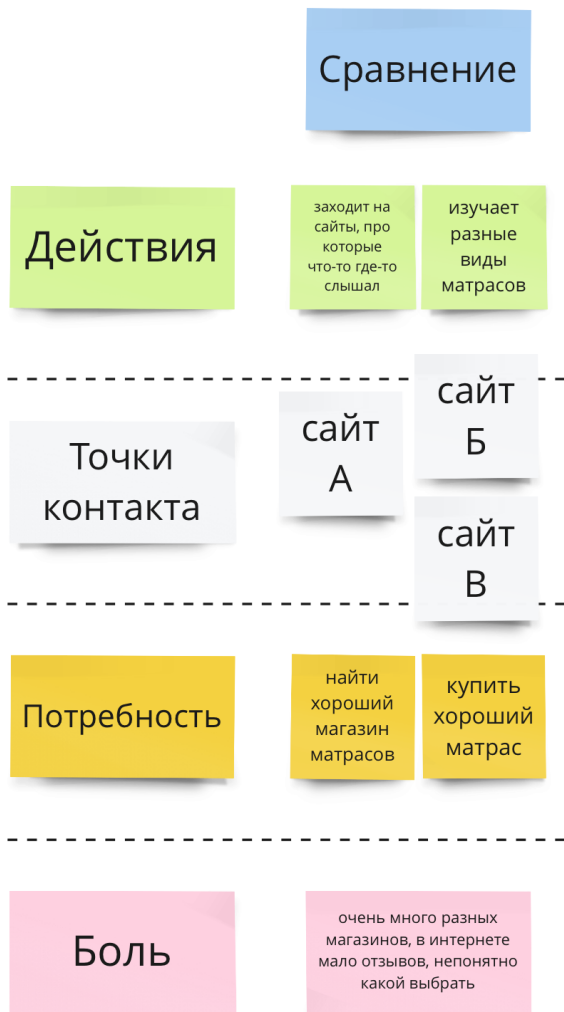 Сравнение
Действия
заходит на
сайты, про
которые
что-то где-то
слышал
изучает
разные
виды
матрасов
Точки
контакта
сайт
А
сайт
Б
сайт
В
Потребность
найти
хороший
магазин
матрасов
купить
хороший
матрас
Боль
очень много разных
магазинов, в интернете
мало отзывов, непонятно
какой выбрать